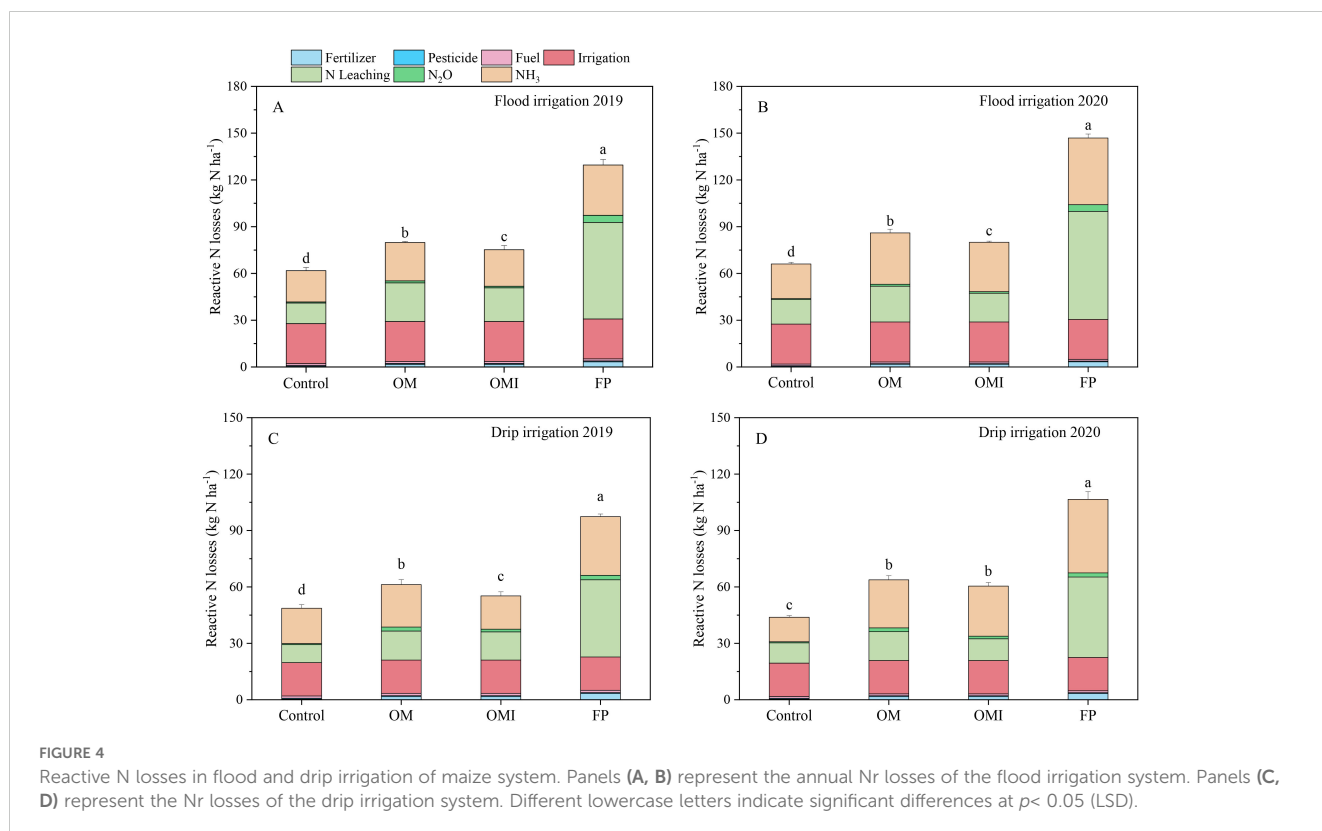 Fertilizer Pesticide Fuel Irrigation
N Leaching N₂O NH₃
A Flood irrigation 2019
Reactive N losses (kg N ha⁻¹)
180
150
120
90
60
30
0
d b c a
Control OM OMI FP
B Flood irrigation 2020
Reactive N losses (kg N ha⁻¹)
180
150
120
90
60
30
0
d b c a
Control OM OMI FP
C Drip irrigation 2019
Reactive N losses (kg N ha⁻¹)
150
120
90
60
30
0
d b c a
Control OM OMI FP
D Drip irrigation 2020
Reactive N losses (kg N ha⁻¹)
150
120
90
60
30
0
c b b a
Control OM OMI FP
FIGURE 4
Reactive N losses in flood and drip irrigation of maize system. Panels (A, B) represent the annual Nr losses of the flood irrigation system. Panels (C,
D) represent the Nr losses of the drip irrigation system. Different lowercase letters indicate significant differences at p< 0.05 (LSD).